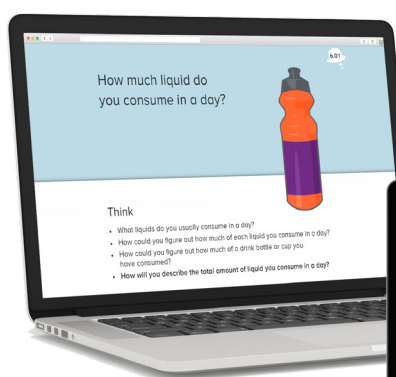 6.01
How much liquid do
you consume in a day?
Think
• What liquids do you usually consume in a day?
• How could you figure out how much of each liquid you consume in a day?
• How could you figure out how much of a drink bottle or cup you
have consumed?
• How will you describe the total amount of liquid you consume in a day?